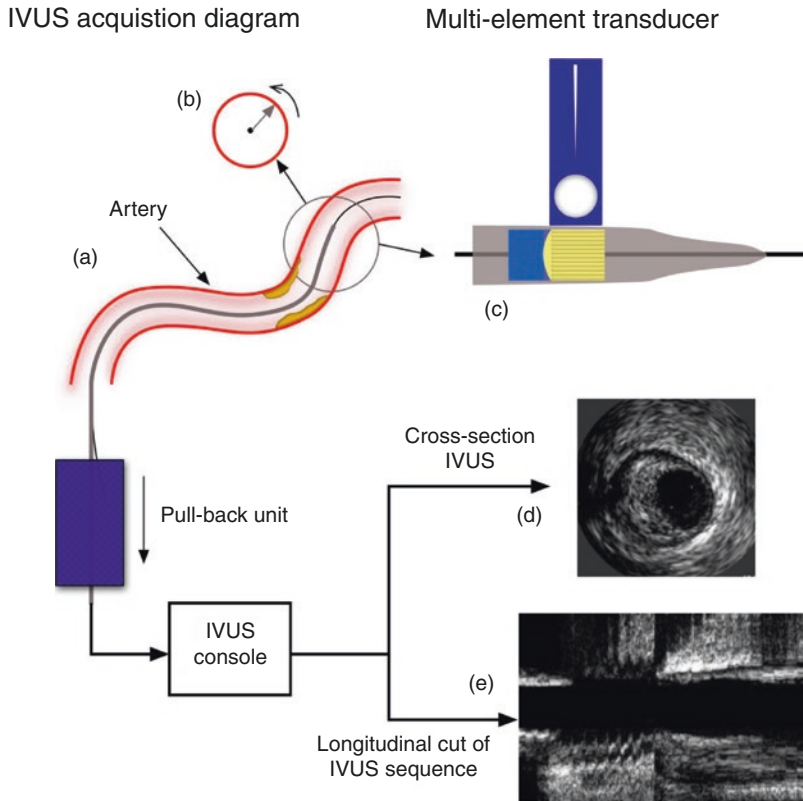 IVUS acquistion diagram
Multi-element transducer
(b)
Artery
(a)
(c)
Cross-section
IVUS
(d)
Pull-back unit
IVUS
console
(e)
Longitudinal cut of
IVUS sequence